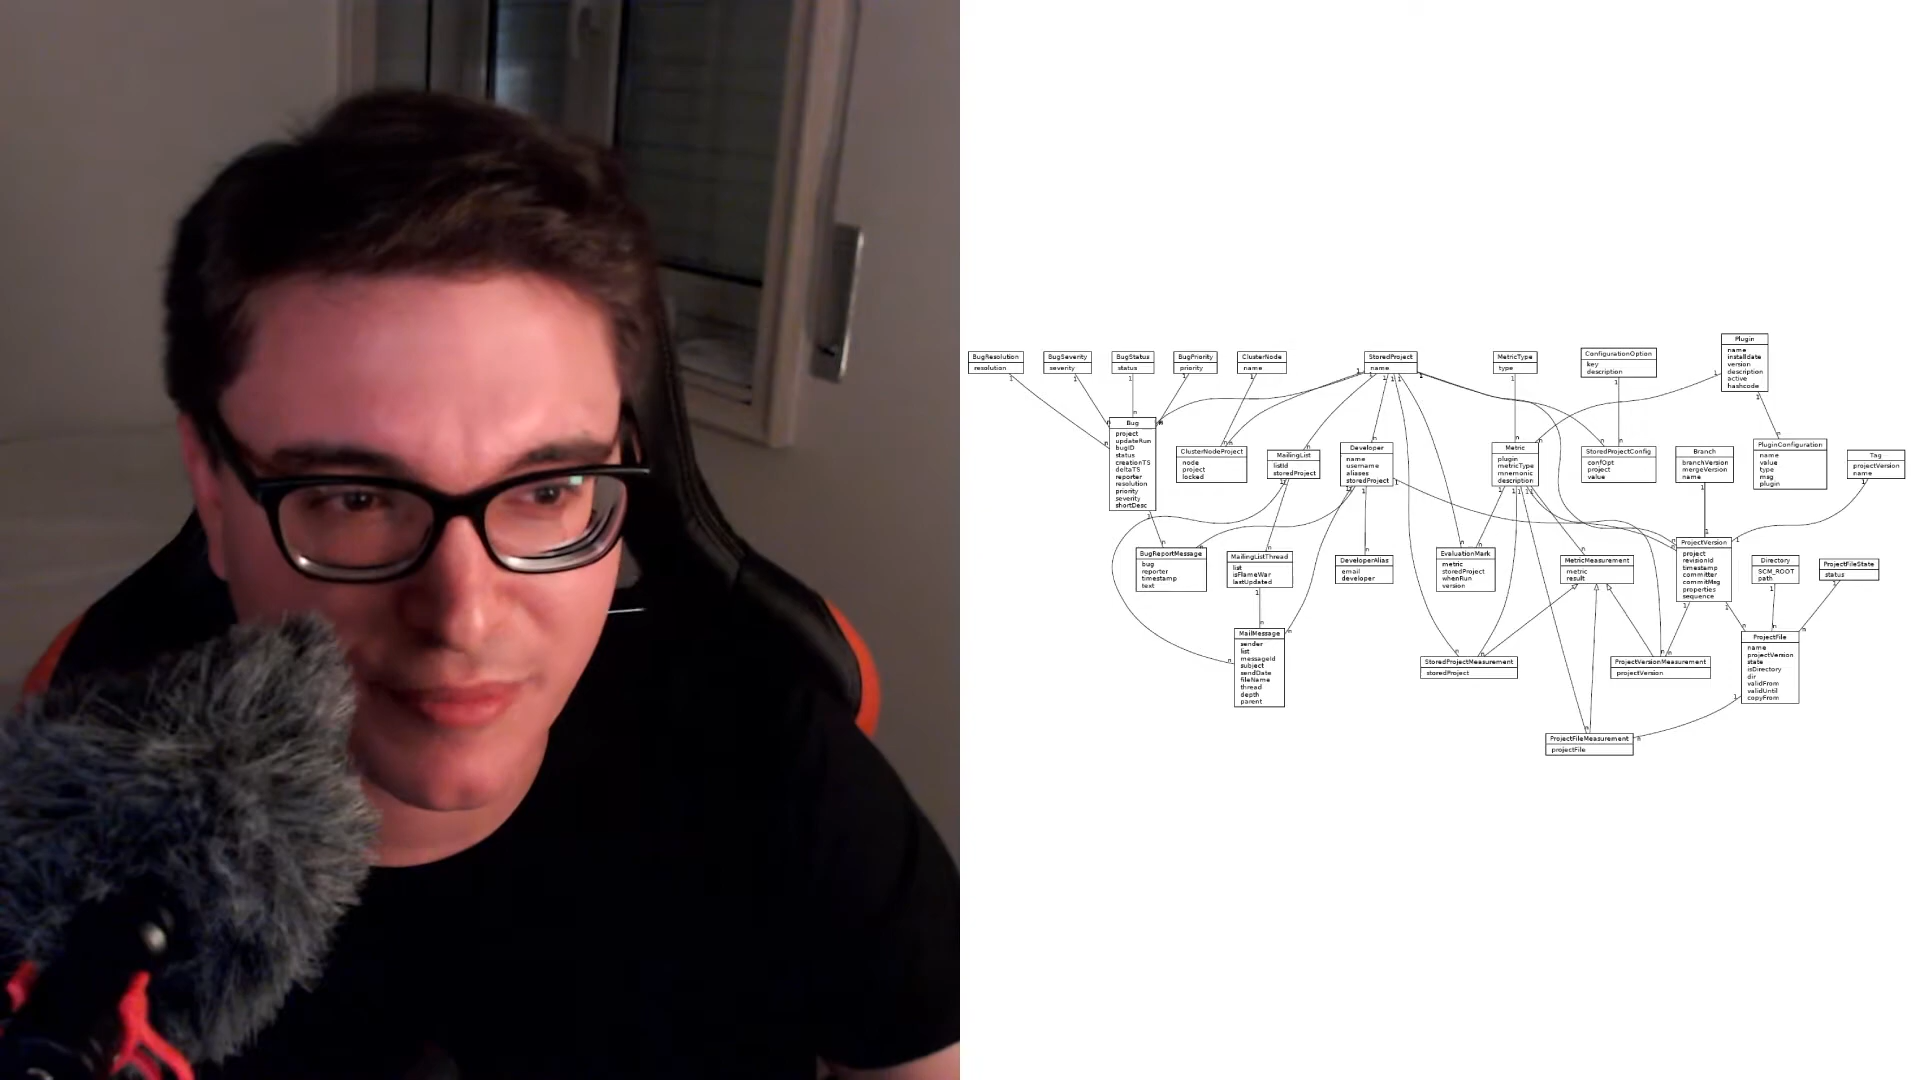 BugResolution
resolution
BugSeverity
severity
BugStatus
status
BugPriority
priority
ClusterNode
name
StoredProject
name
MetricType
type
ConfigurationOption
key
description
Plugin
name
installdate
version
description
active
hashcode
Bug
project
updateRun
bugID
status
creationTS
deltaTS
reporter
resolution
priority
severity
shortDesc
ClusterNodeProject
node
project
locked
MailingList
listId
storedProject
Developer
name
username
aliases
storedProject
Metric
plugin
metricType
mnemonic
description
StoredProjectConfig
confOpt
project
value
Branch
branchVersion
mergeVersion
name
PluginConfiguration
name
value
type
msg
plugin
Tag
projectVersion
name
BugReportMessage
bug
reporter
timestamp
text
MailingListThread
list
isFlameWar
lastUpdated
DeveloperAlias
email
developer
EvaluationMark
metric
storedProject
whenRun
version
MetricMeasurement
metric
result
ProjectVersion
project
revisionId
timestamp
committer
commitMsg
properties
sequence
Directory
SCM_ROOT
path
ProjectFileState
status
MailMessage
sender
list
messageId
subject
sendDate
fileName
thread
depth
parent
StoredProjectMeasurement
storedProject
ProjectVersionMeasurement
projectVersion
ProjectFile
name
projectVersion
state
isDirectory
dir
validFrom
validUntil
copyFrom
ProjectFileMeasurement
projectFile